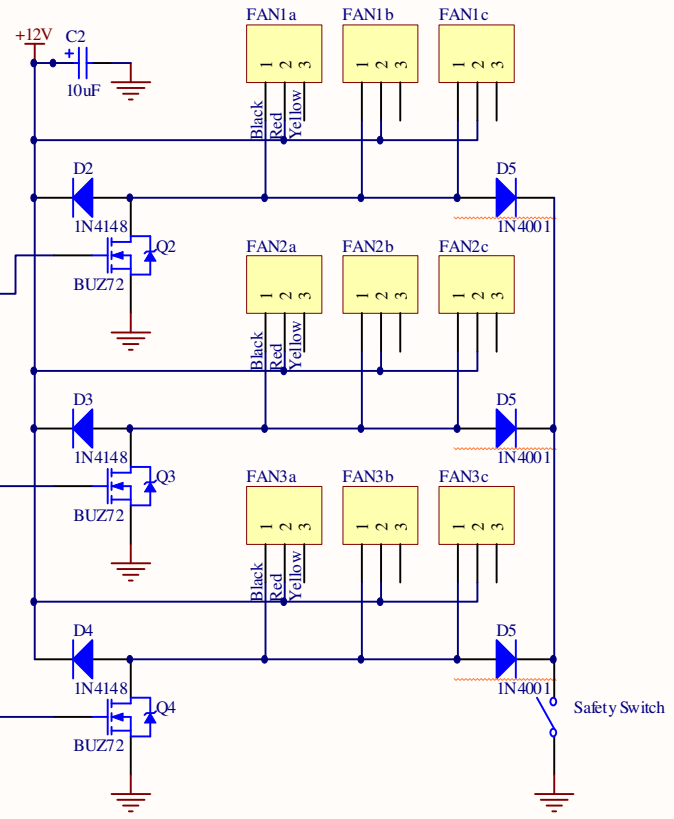 FAN1a FAN1b FAN1c
+12V C2
+
10uF
1 2 3 1 2 3 1 2 3
Black Red Yellow
D2 D5
1N4148 1N4001
Q2
BUZ72
FAN2a FAN2b FAN2c
1 2 3 1 2 3 1 2 3
Black Red Yellow
D3 D5
1N4148 1N4001
Q3
BUZ72
FAN3a FAN3b FAN3c
1 2 3 1 2 3 1 2 3
Black Red Yellow
D4 D5
1N4148 1N4001
Q4 Safety Switch
BUZ72